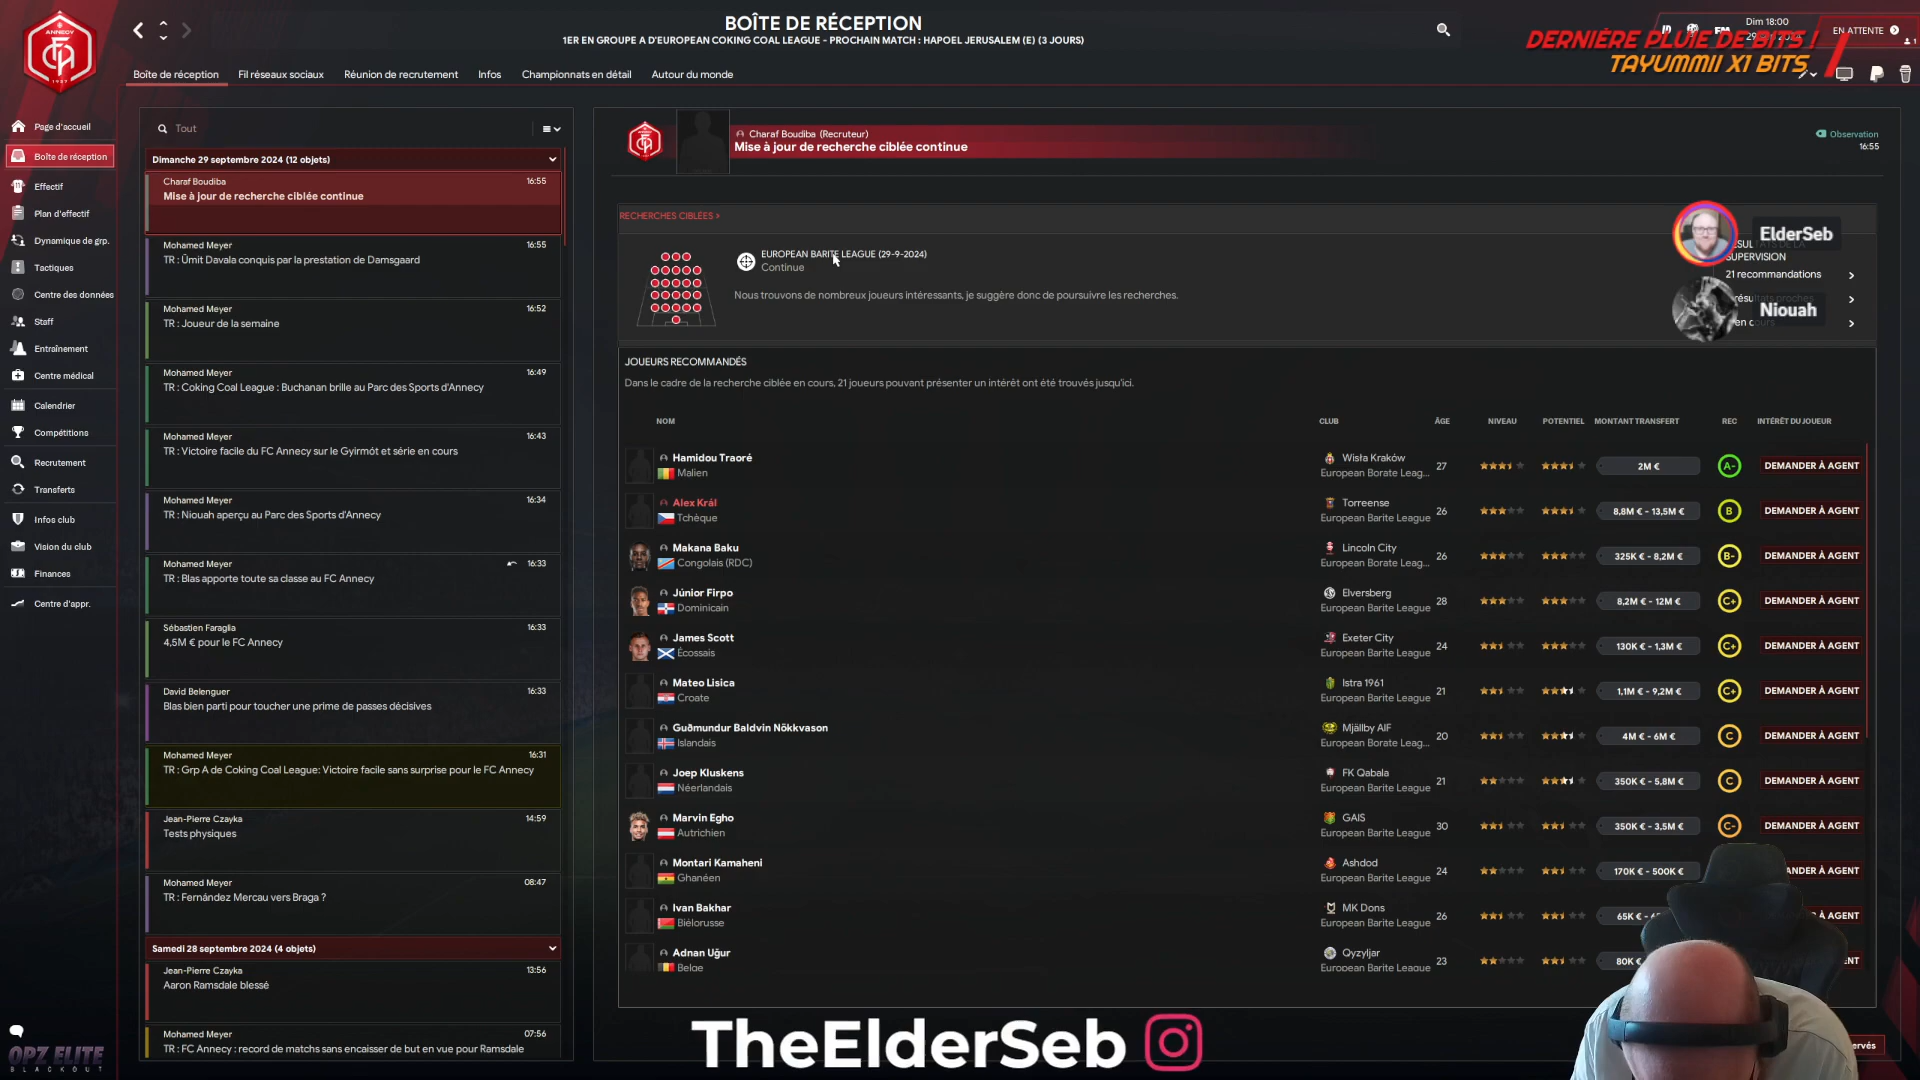 BOÎTE DE RÉCEPTION
1ER EN GROUPE A D'EUROPEAN COKING COAL LEAGUE - PROCHAIN MATCH : HAPOEL JERUSALEM (E) (3 JOURS)
Dim 18:00
EN ATTENTE
DERNIÈRE PLUIE DE BITS !
TAYUMMII X1 BITS
Boîte de réception
Fil réseaux sociaux
Réunion de recrutement
Infos
Championnats en détail
Autour du monde
Page d'accueil
Boîte de réception
Effectif
Plan d'effectif
Dynamique de grp.
Tactiques
Centre des données
Staff
Entraînement
Centre médical
Calendrier
Compétitions
Recrutement
Transferts
Infos club
Vision du club
Finances
Centre d'appr.
OPZ ELITE
BLACKOUT
Tout
Dimanche 29 septembre 2024 (12 objets)
Charaf Boudiba 16:55
Mise à jour de recherche ciblée continue
Mohamed Meyer 16:55
TR : Ümit Davala conquis par la prestation de Damsgaard
Mohamed Meyer 16:52
TR : Joueur de la semaine
Mohamed Meyer 16:49
TR : Coking Coal League : Buchanan brille au Parc des Sports d'Annecy
Mohamed Meyer 16:43
TR : Victoire facile du FC Annecy sur le Gyirmót et série en cours
Mohamed Meyer 16:34
TR : Niouah aperçu au Parc des Sports d'Annecy
Mohamed Meyer 16:33
TR : Blas apporte toute sa classe au FC Annecy
Sébastien Faraglia 16:33
4,5M € pour le FC Annecy
David Belenguer 16:33
Blas bien parti pour toucher une prime de passes décisives
Mohamed Meyer 16:31
TR : Grp A de Coking Coal League: Victoire facile sans surprise pour le FC Annecy
Jean-Pierre Czayka 14:59
Tests physiques
Mohamed Meyer 08:47
TR : Fernández Mercau vers Braga ?
Samedi 28 septembre 2024 (4 objets)
Jean-Pierre Czayka 13:56
Aaron Ramsdale blessé
Mohamed Meyer 07:56
TR : FC Annecy : record de matchs sans encaisser de but en vue pour Ramsdale
Charaf Boudiba (Recruteur)
Mise à jour de recherche ciblée continue
Observation
16:55
RECHERCHES CIBLÉES »
EUROPEAN BARITE LEAGUE (29-9-2024)
Continue
Nous trouvons de nombreux joueurs intéressants, je suggère donc de poursuivre les recherches.
ElderSeb
SUPERVISION
21 recommandations
Niouah
en cours
JOUEURS RECOMMANDÉS
Dans le cadre de la recherche ciblée en cours, 21 joueurs pouvant présenter un intérêt ont été trouvés jusqu'ici.
NOM CLUB ÂGE NIVEAU POTENTIEL MONTANT TRANSFERT REC INTÉRÊT DU JOUEUR
Hamidou Traoré Wisła Kraków
Malien European Borate Leag... 27 2M € A- DEMANDER À AGENT
Alex Král Torreense
Tchèque European Barite League 26 8,8M € - 13,5M € B DEMANDER À AGENT
Makana Baku Lincoln City
Congolais (RDC) European Borate Leag... 26 325K € - 8,2M € B- DEMANDER À AGENT
Júnior Firpo Elversberg
Dominicain European Barite League 28 8,2M € - 12M € C+ DEMANDER À AGENT
James Scott Exeter City
Écossais European Barite League 24 130K € - 1,3M € C+ DEMANDER À AGENT
Mateo Lisica Istra 1961
Croate European Barite League 21 1,1M € - 9,2M € C+ DEMANDER À AGENT
Guðmundur Baldvin Nökkvason Mjällby AIF
Islandais European Borate Leag... 20 4M € - 6M € C DEMANDER À AGENT
Joep Kluskens FK Qabala
Néerlandais European Barite League 21 350K € - 5,8M € C DEMANDER À AGENT
Marvin Egho GAIS
Autrichien European Barite League 30 350K € - 3,5M € C- DEMANDER À AGENT
Montari Kamaheni Ashdod
Ghanéen European Barite League 24 170K € - 500K €
Ivan Bakhar MK Dons
Biélorusse European Barite League 26 65K €
Adnan Uğur Qyzyljar
Belge European Barite League 23 80K €
TheElderSeb